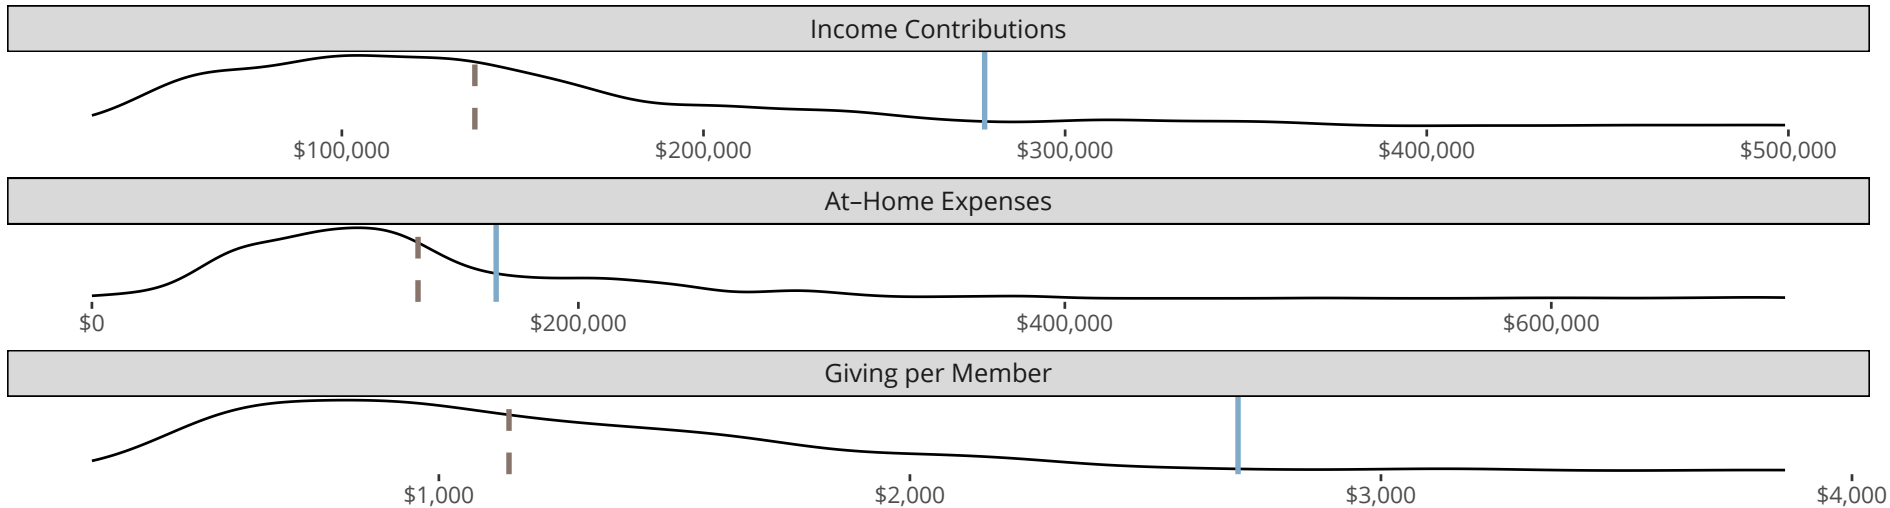 Income Contributions
$100,000 $200,000 $300,000 $400,000 $500,000
At–Home Expenses
$0 $200,000 $400,000 $600,000
Giving per Member
$1,000 $2,000 $3,000 $4,000